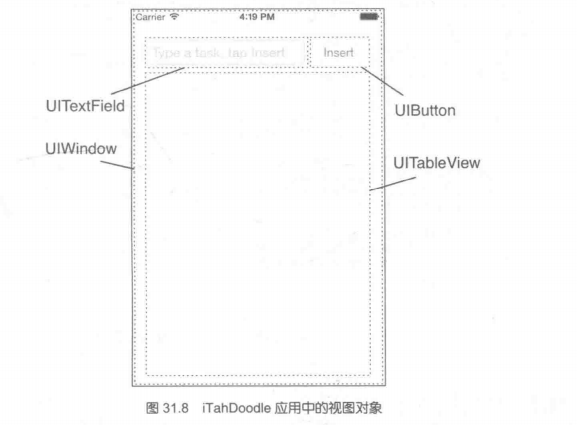 Carrier 4:19 PM
Type a task, tap Insert Insert
UITextField
UIButton
UIWindow
UITableView
图 31.8 iTahDoodle 应用中的视图对象